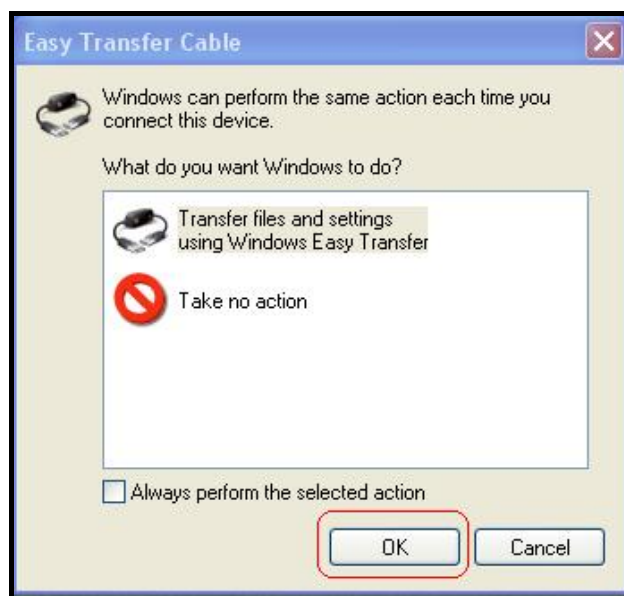 Easy Transfer Cable
Windows can perform the same action each time you
connect this device.
What do you want Windows to do?
Transfer files and settings
using Windows Easy Transfer
Take no action
Always perform the selected action
OK
Cancel